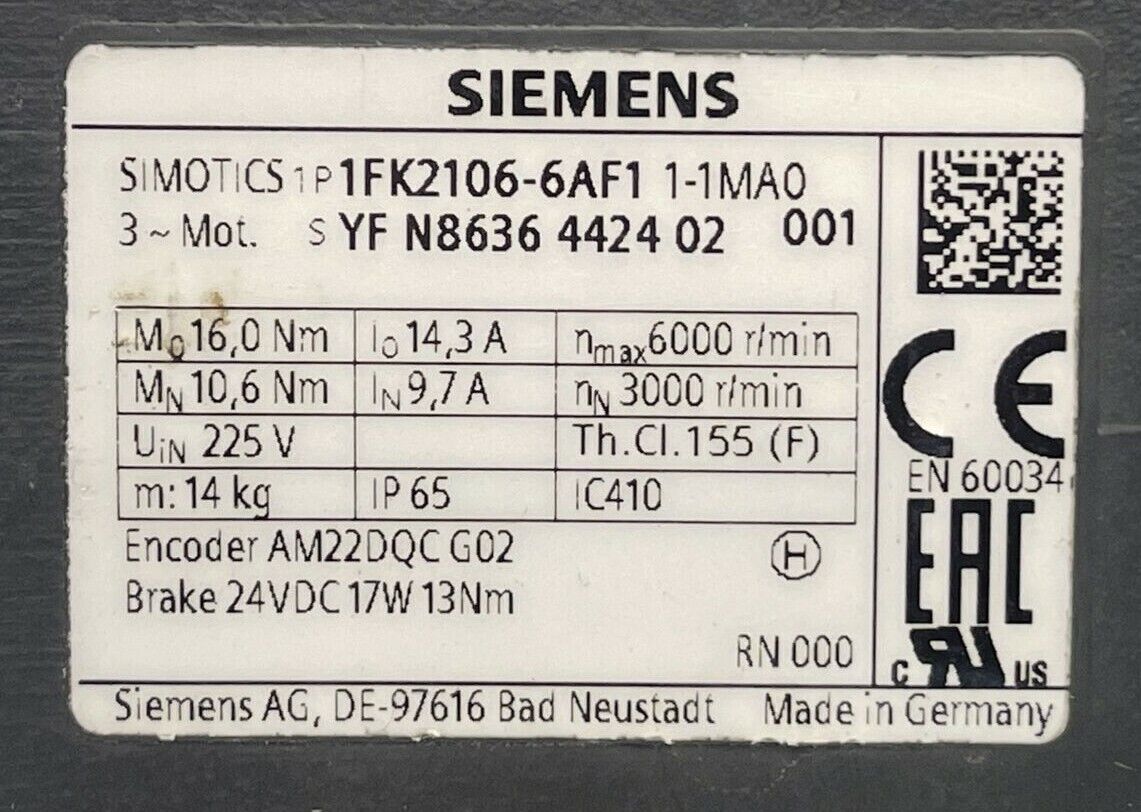 SIEMENS
SIMOTICS 1P 1FK2106-6AF1 1-1MA0
3 ~ Mot. S YF N8636 4424 02 001
M0 16,0 Nm I0 14,3 A nmax 6000 r/min
MN 10,6 Nm IN 9,7 A nN 3000 r/min
UiN 225 V Th.Cl.155 (F)
m: 14 kg IP 65 IC410
CE
EN 60034
Encoder AM22DQC G02
H
Brake 24VDC 17W 13Nm
EAC
RN 000
c RU US
Siemens AG, DE-97616 Bad Neustadt Made in Germany